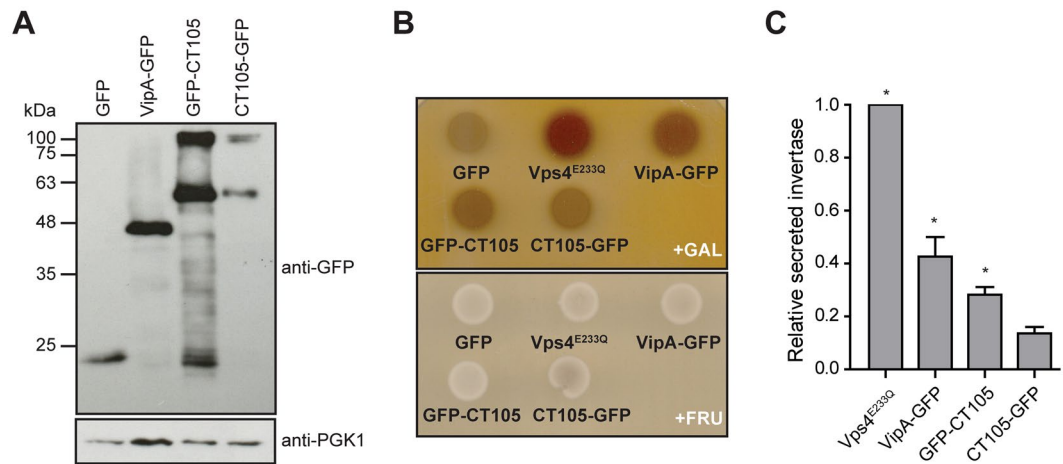 A
GFP
VipA-GFP
GFP-CT105
CT105-GFP
kDa
100
75
63
48
35
25
anti-GFP
anti-PGK1
B
GFP Vps4E233Q VipA-GFP
GFP-CT105 CT105-GFP
+GAL
GFP Vps4E233Q VipA-GFP
GFP-CT105 CT105-GFP
+FRU
C
Relative secreted invertase
1.0
0.8
0.6
0.4
0.2
0.0
*
*
*
Vps4E233Q
VipA-GFP
GFP-CT105
CT105-GFP